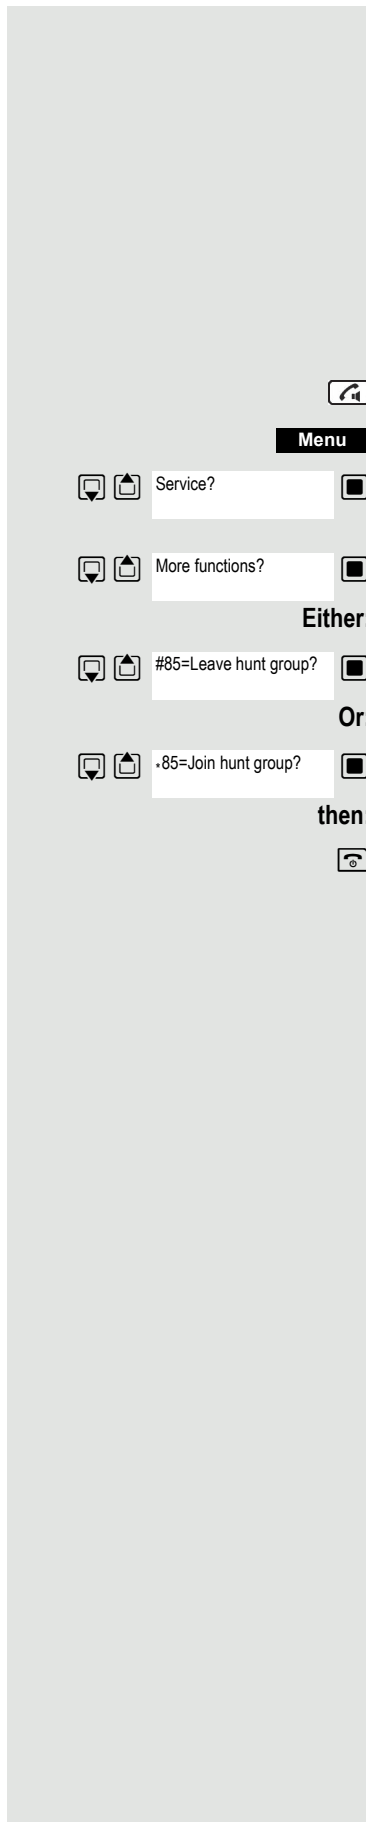 Menu
Service?
More functions?
Either:
#85=Leave hunt group?
Or:
*85=Join hunt group?
then: